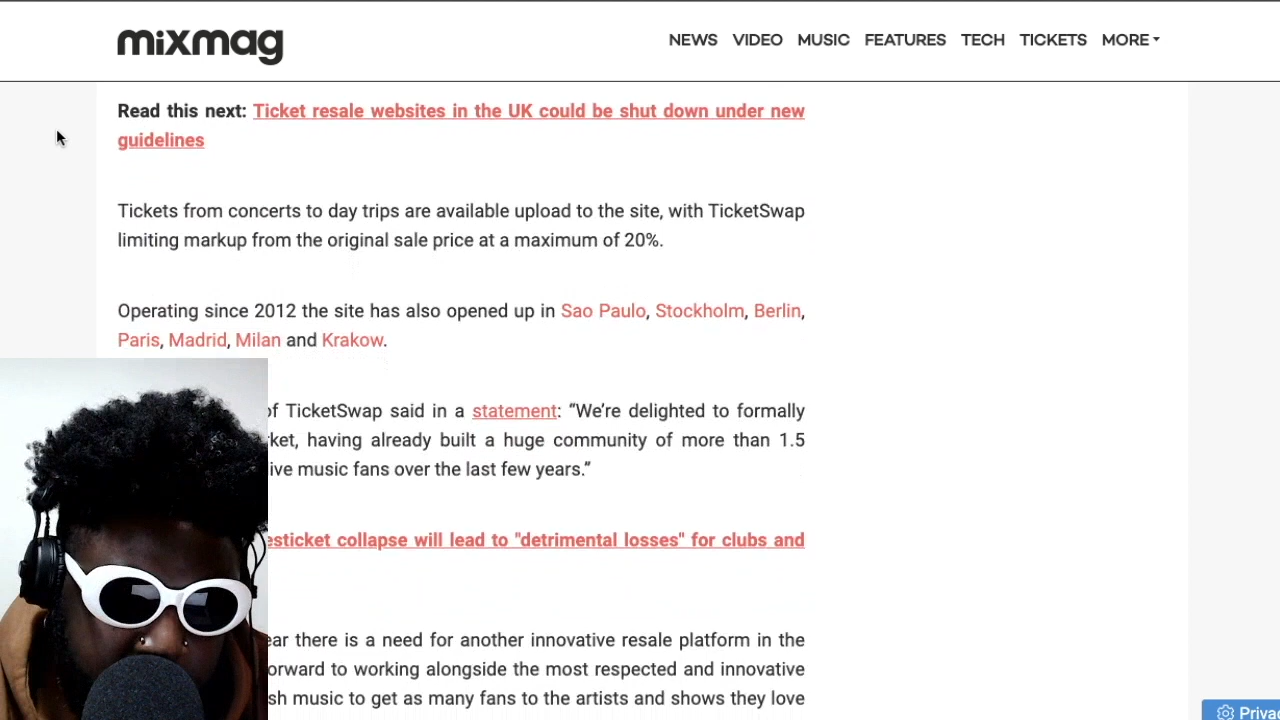 mixmag
NEWS VIDEO MUSIC FEATURES TECH TICKETS MORE
Read this next: Ticket resale websites in the UK could be shut down under new
guidelines
Tickets from concerts to day trips are available upload to the site, with TicketSwap
limiting markup from the original sale price at a maximum of 20%.
Operating since 2012 the site has also opened up in Sao Paulo, Stockholm, Berlin,
Paris, Madrid, Milan and Krakow.
of TicketSwap said in a statement: “We’re delighted to formally
having already built a huge community of more than 1.5
music fans over the last few years.”
collapse will lead to "detrimental losses" for clubs and
there is a need for another innovative resale platform in the
to working alongside the most respected and innovative
music to get as many fans to the artists and shows they love